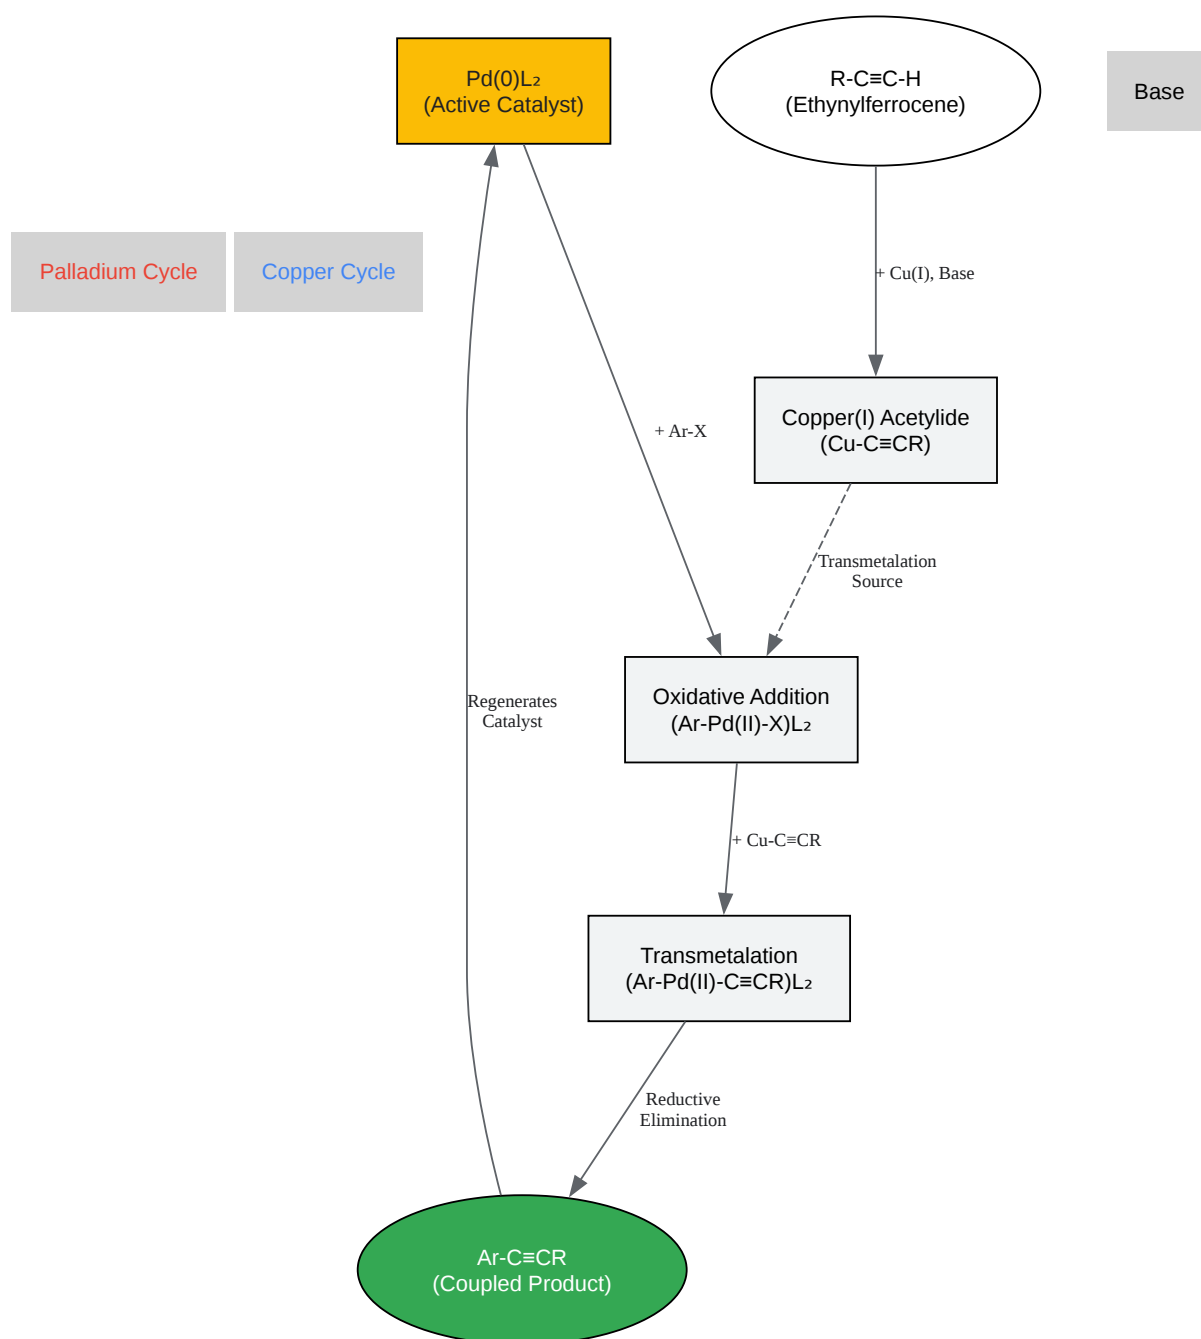 Pd(0)L₂
(Active Catalyst)
R-C≡C-H
(Ethynylferrocene)
Base
Palladium Cycle
Copper Cycle
+ Cu(I), Base
Copper(I) Acetylide
(Cu-C≡CR)
+ Ar-X
Transmetalation
Source
Oxidative Addition
(Ar-Pd(II)-X)L₂
Regenerates
Catalyst
+ Cu-C≡CR
Transmetalation
(Ar-Pd(II)-C≡CR)L₂
Reductive
Elimination
Ar-C≡CR
(Coupled Product)